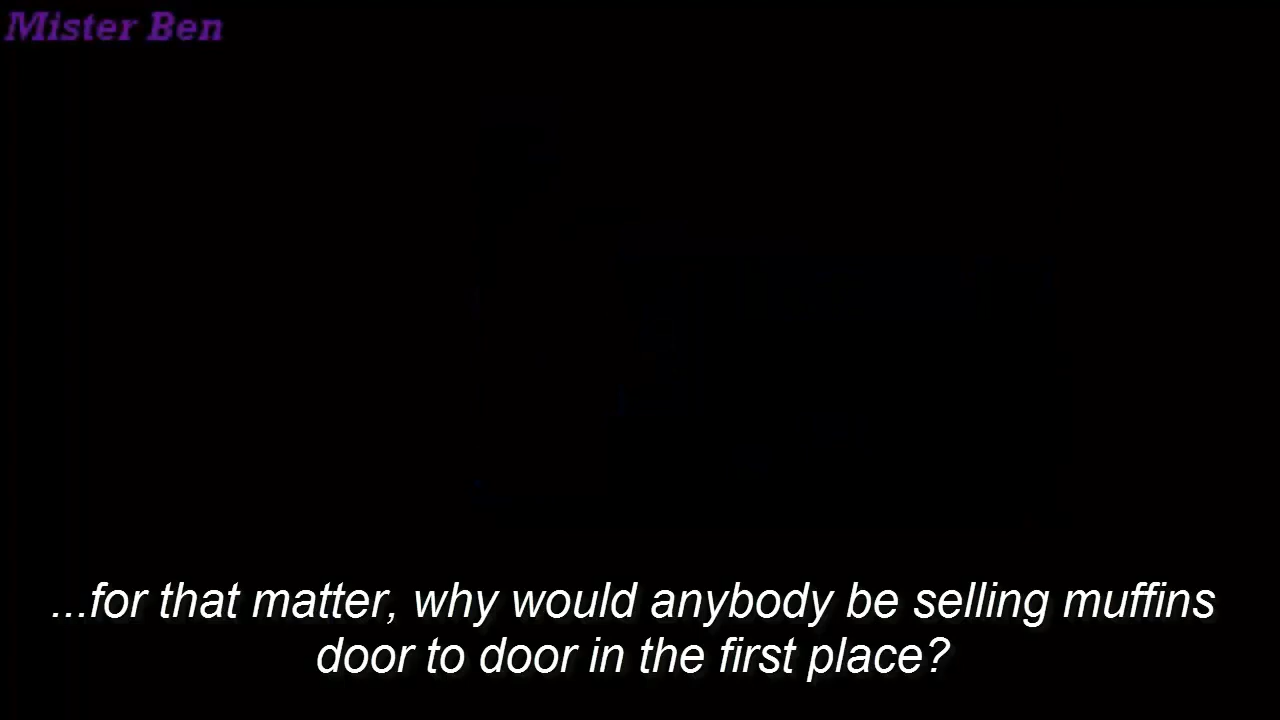 Mister Ben
...for that matter, why would anybody be selling muffins
door to door in the first place?